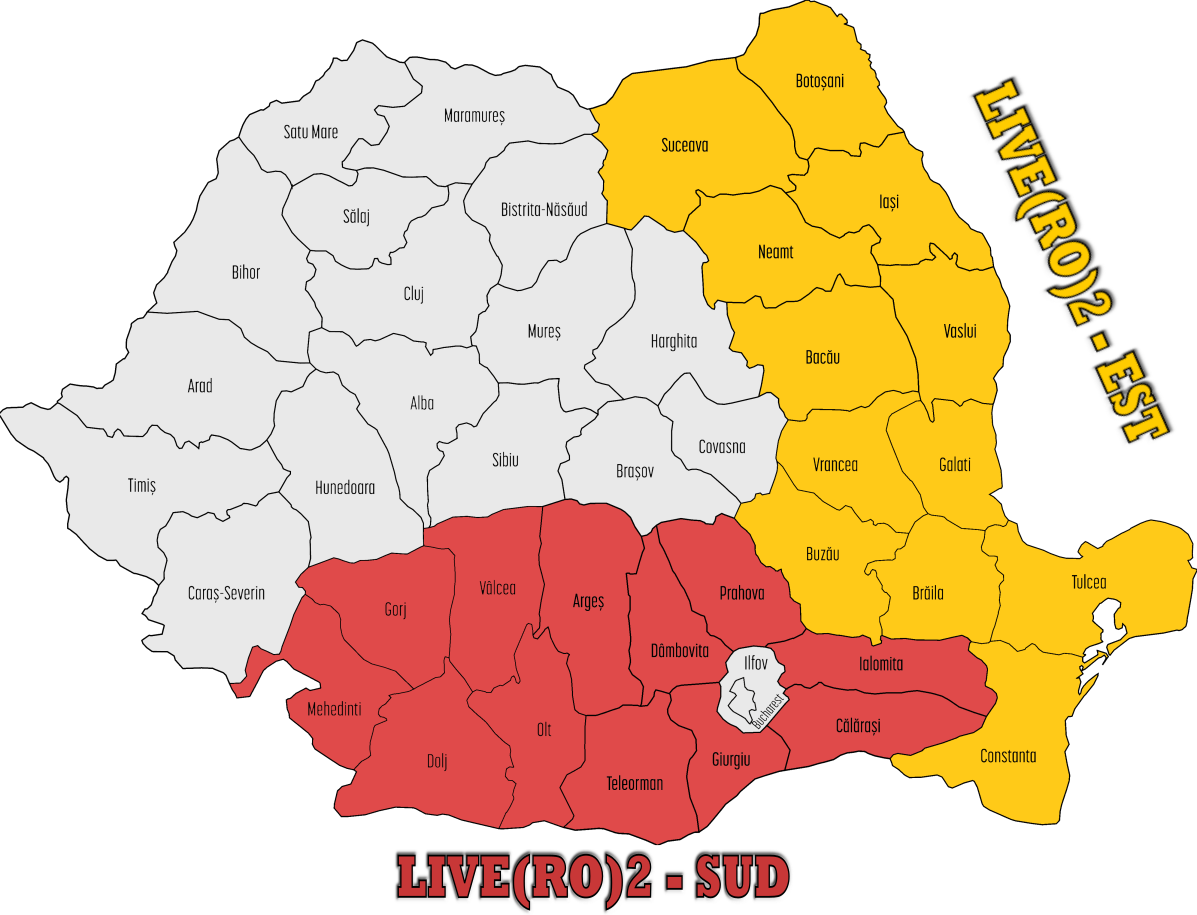 Botoșani
Satu Mare
Maramureș
Suceava
Sălaj
Bistrita-Năsăud
Iași
Neamt
Bihor
Cluj
Mureș
Harghita
Vaslui
Bacău
Arad
Alba
Covasna
Sibiu
Brașov
Vrancea
Galati
Timiș
Hunedoara
Buzău
Brăila
Tulcea
Caraș-Severin
Gorj
Vâlcea
Argeș
Prahova
Dâmbovita
Ilfov
Ialomita
Bucharest
Mehedinti
Olt
Călărași
Dolj
Teleorman
Giurgiu
Constanta
LIVE(RO)2 - EST
LIVE(RO)2 - SUD